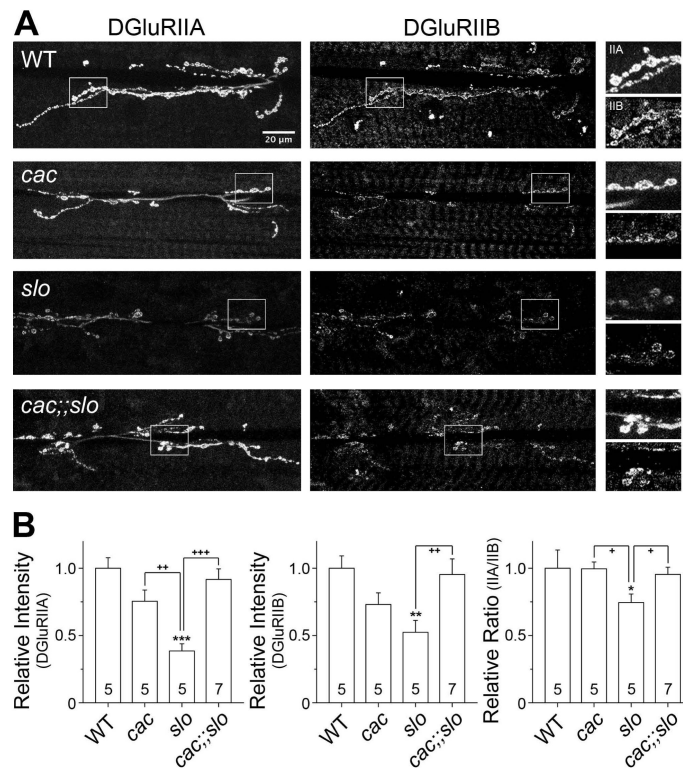 A
DGluRIIA DGluRIIB
WT
IIA
IIB
20 µm
cac
slo
cac;;slo
B
Relative Intensity
(DGluRIIA)
1.0
0.5
0
++
+++
***
5 5 5 7
WT cac slo cac;;slo
Relative Intensity
(DGluRIIB)
1.0
0.5
0
++
**
5 5 5 7
WT cac slo cac;;slo
Relative Ratio (IIA/IIB)
1.0
0.5
0
+ +
*
5 5 5 7
WT cac slo cac;;slo